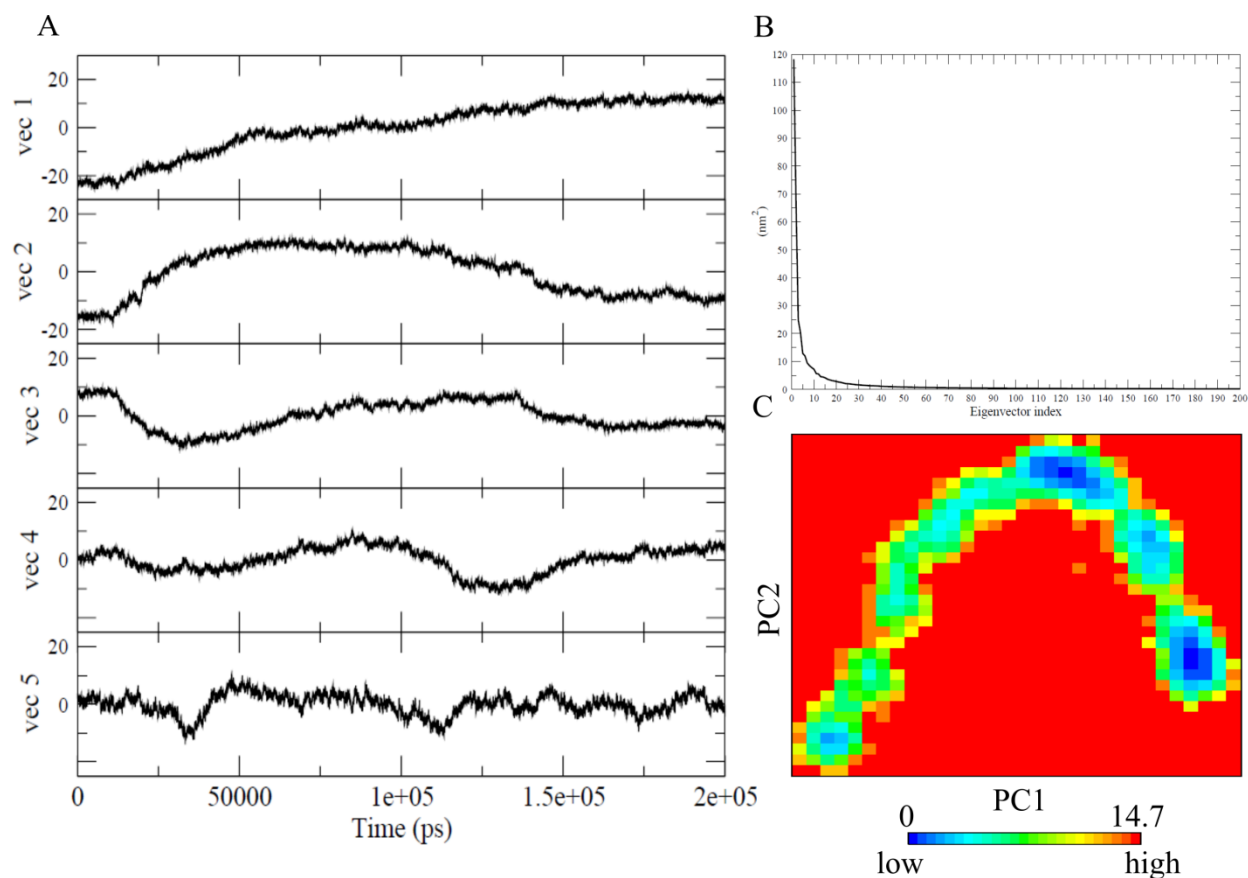 A
vec 1
20
0
-20
vec 2
20
0
-20
vec 3
20
0
vec 4
20
0
vec 5
20
0
0 50000 1e+05 1.5e+05 2e+05
Time (ps)
B
(nm²)
120
110
100
90
80
70
60
50
40
30
20
10
0
0 10 20 30 40 50 60 70 80 90 100 110 120 130 140 150 160 170 180 190 200
Eigenvector index
C
PC2
PC1
0 14.7
low high